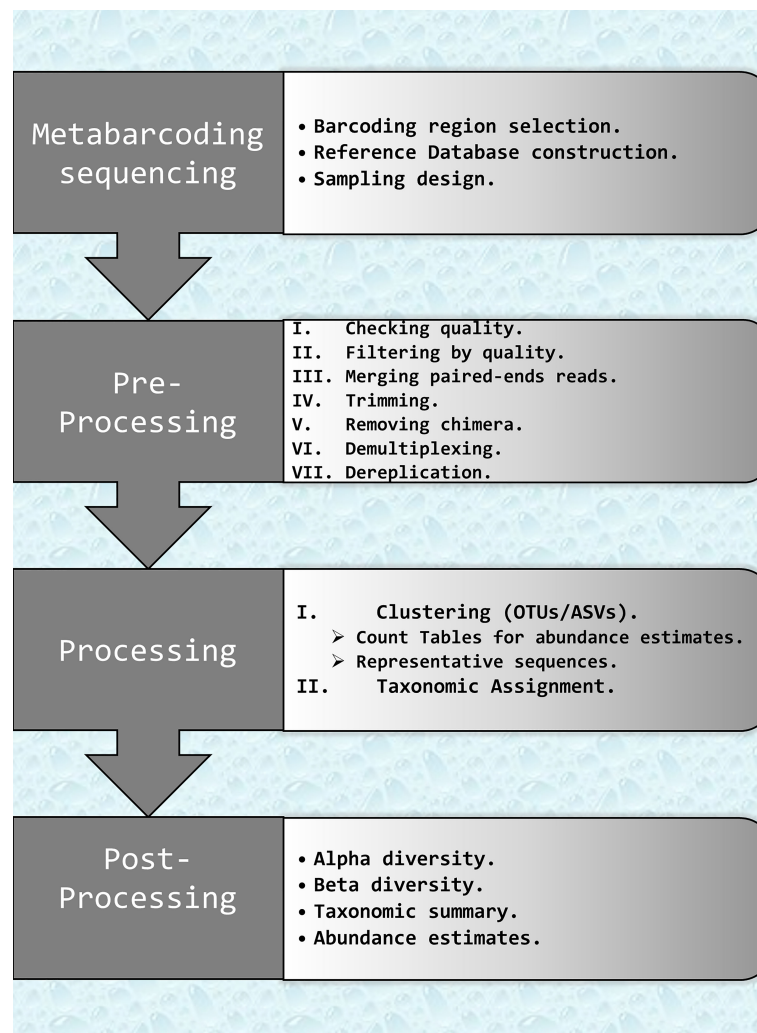 Metabarcoding
sequencing
• Barcoding region selection.
• Reference Database construction.
• Sampling design.
Pre-
Processing
I. Checking quality.
II. Filtering by quality.
III. Merging paired-ends reads.
IV. Trimming.
V. Removing chimera.
VI. Demultiplexing.
VII. Dereplication.
Processing
I. Clustering (OTUs/ASVs).
➢ Count Tables for abundance estimates.
➢ Representative sequences.
II. Taxonomic Assignment.
Post-
Processing
• Alpha diversity.
• Beta diversity.
• Taxonomic summary.
• Abundance estimates.